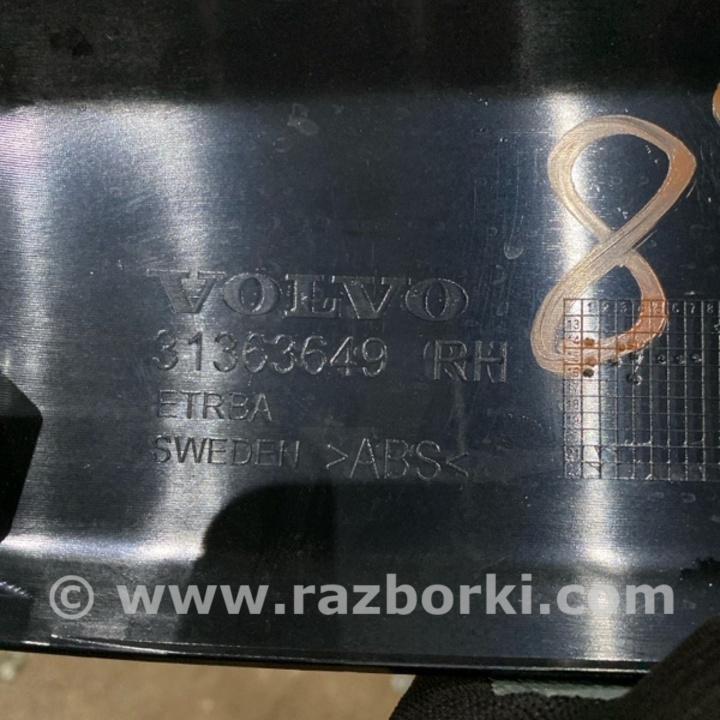 8
VOLVO
31363649 RH
ETRBA
SWEDEN >ABS<
© www.razborki.com